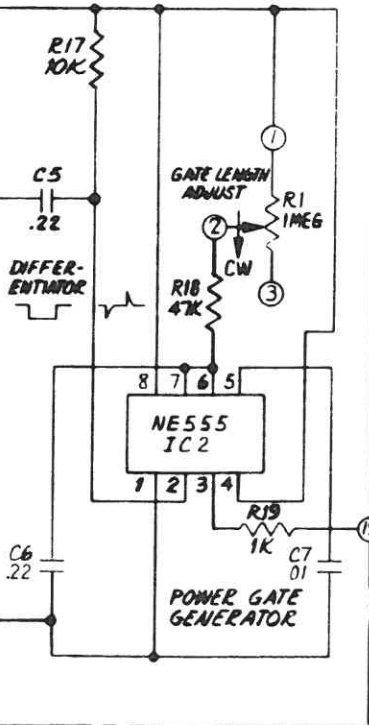 R17
10K
1
C5
.22
GATE LENGTH
ADJUST
R1
1MEG
2
CW
3
DIFFER-
ENTIATOR
R18
47K
8 7 6 5
NE555
IC2
1 2 3 4
R19
1K
C6
.22
C7
01
POWER GATE
GENERATOR